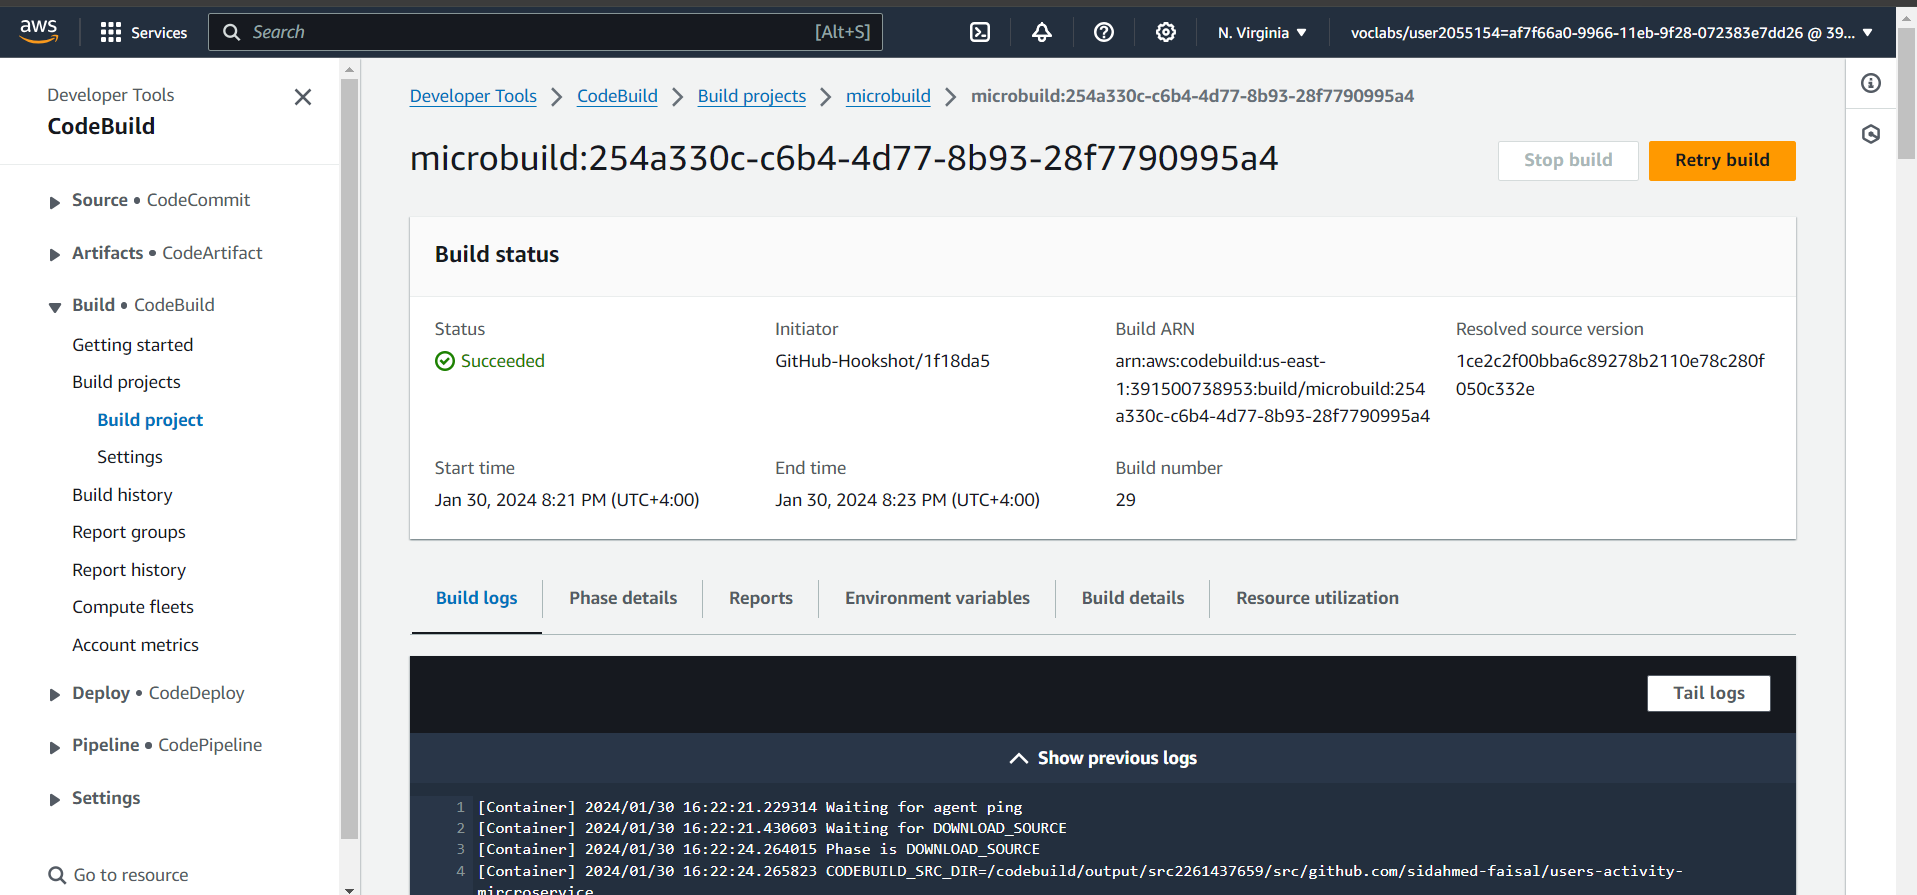 aws
Services
Search [Alt+S]
N. Virginia
voclabs/user2055154=af7f66a0-9966-11eb-9f28-072383e7dd26 @ 39...
Developer Tools
CodeBuild
Source • CodeCommit
Artifacts • CodeArtifact
Build • CodeBuild
Getting started
Build projects
Build project
Settings
Build history
Report groups
Report history
Compute fleets
Account metrics
Deploy • CodeDeploy
Pipeline • CodePipeline
Settings
Go to resource
Developer Tools > CodeBuild > Build projects > microbuild > microbuild:254a330c-c6b4-4d77-8b93-28f7790995a4
microbuild:254a330c-c6b4-4d77-8b93-28f7790995a4
Stop build
Retry build
Build status
Status
Succeeded
Initiator
GitHub-Hookshot/1f18da5
Build ARN
arn:aws:codebuild:us-east-
1:391500738953:build/microbuild:254
a330c-c6b4-4d77-8b93-28f7790995a4
Resolved source version
1ce2c2f00bba6c89278b2110e78c280f
050c332e
Start time
Jan 30, 2024 8:21 PM (UTC+4:00)
End time
Jan 30, 2024 8:23 PM (UTC+4:00)
Build number
29
Build logs
Phase details
Reports
Environment variables
Build details
Resource utilization
Tail logs
Show previous logs
1 [Container] 2024/01/30 16:22:21.229314 Waiting for agent ping
2 [Container] 2024/01/30 16:22:21.430603 Waiting for DOWNLOAD_SOURCE
3 [Container] 2024/01/30 16:22:24.264015 Phase is DOWNLOAD_SOURCE
4 [Container] 2024/01/30 16:22:24.265823 CODEBUILD_SRC_DIR=/codebuild/output/src2261437659/src/github.com/sidahmed-faisal/users-activity-
mircroservice